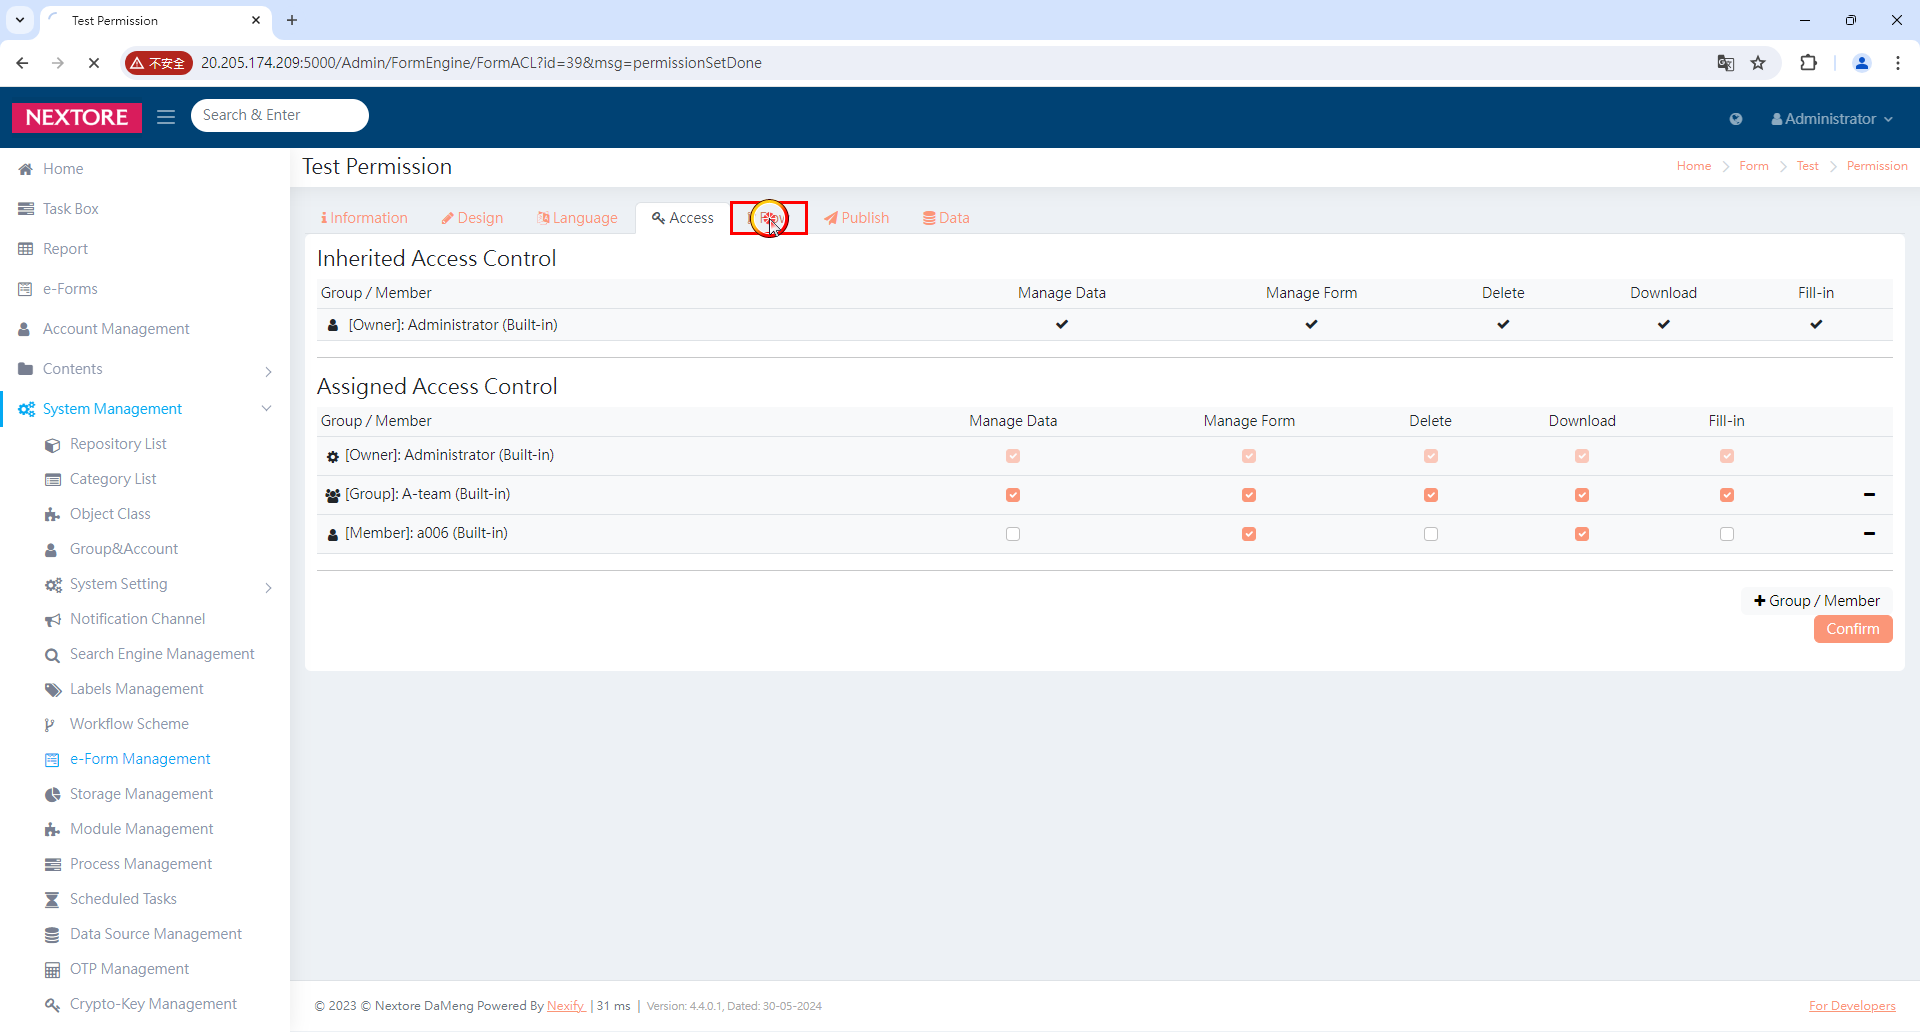 Test Permission
不安全
20.205.174.209:5000/Admin/FormEngine/FormACL?id=39&msg=permissionSetDone
NEXTORE
Search & Enter
Administrator
Home
Task Box
Report
e-Forms
Account Management
Contents
System Management
Repository List
Category List
Object Class
Group&Account
System Setting
Notification Channel
Search Engine Management
Labels Management
Workflow Scheme
e-Form Management
Storage Management
Module Management
Process Management
Scheduled Tasks
Data Source Management
OTP Management
Crypto-Key Management
Test Permission
Home Form Test Permission
Information Design Language Access Publish Data
Inherited Access Control
Group / Member Manage Data Manage Form Delete Download Fill-in
[Owner]: Administrator (Built-in)
Assigned Access Control
Group / Member Manage Data Manage Form Delete Download Fill-in
[Owner]: Administrator (Built-in)
[Group]: A-team (Built-in)
[Member]: a006 (Built-in)
Group / Member
Confirm
© 2023 © Nextore DaMeng Powered By Nexify | 31 ms | Version: 4.4.0.1, Dated: 30-05-2024
For Developers